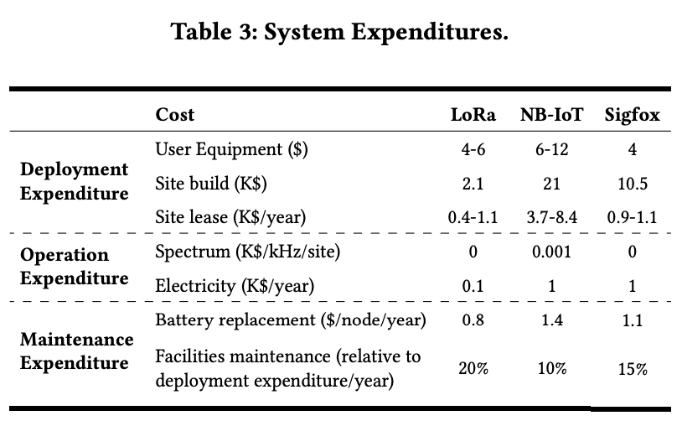 Table 3: System Expenditures.
Cost LoRa NB-IoT Sigfox
Deployment
Expenditure
User Equipment ($) 4-6 6-12 4
Site build (K$) 2.1 21 10.5
Site lease (K$/year) 0.4-1.1 3.7-8.4 0.9-1.1
Operation
Expenditure
Spectrum (K$/kHz/site) 0 0.001 0
Electricity (K$/year) 0.1 1 1
Maintenance
Expenditure
Battery replacement ($/node/year) 0.8 1.4 1.1
Facilities maintenance (relative to
deployment expenditure/year) 20% 10% 15%